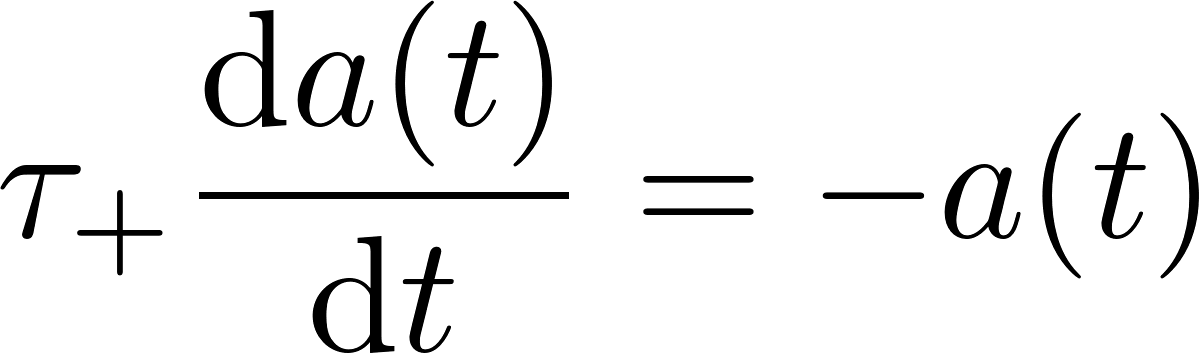 τ₊ da(t)/dt = −a(t)